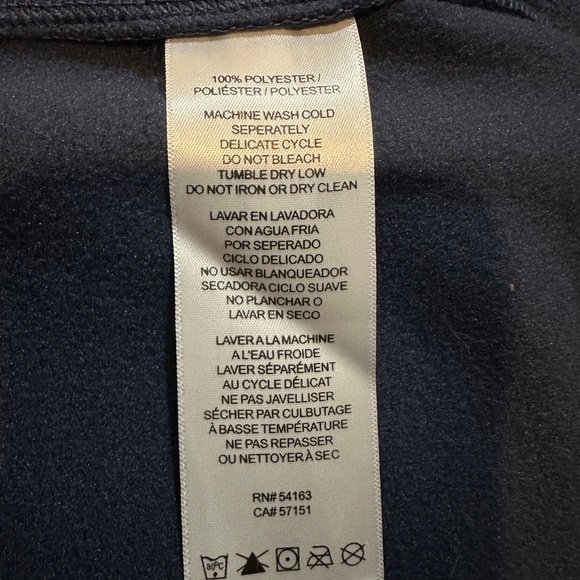 100% POLYESTER /
POLIÉSTER / POLYESTER
MACHINE WASH COLD
SEPERATELY
DELICATE CYCLE
DO NOT BLEACH
TUMBLE DRY LOW
DO NOT IRON OR DRY CLEAN
LAVAR EN LAVADORA
CON AGUA FRIA
POR SEPERADO
CICLO DELICADO
NO USAR BLANQUEADOR
SECADORA CICLO SUAVE
NO PLANCHAR O
LAVAR EN SECO
LAVER A LA MACHINE
A L'EAU FROIDE
LAVER SÉPARÉMENT
AU CYCLE DÉLICAT
NE PAS JAVELLISER
SÉCHER PAR CULBUTAGE
À BASSE TEMPÉRATURE
NE PAS REPASSER
OU NETTOYER À SEC
RN# 54163
CA# 57151